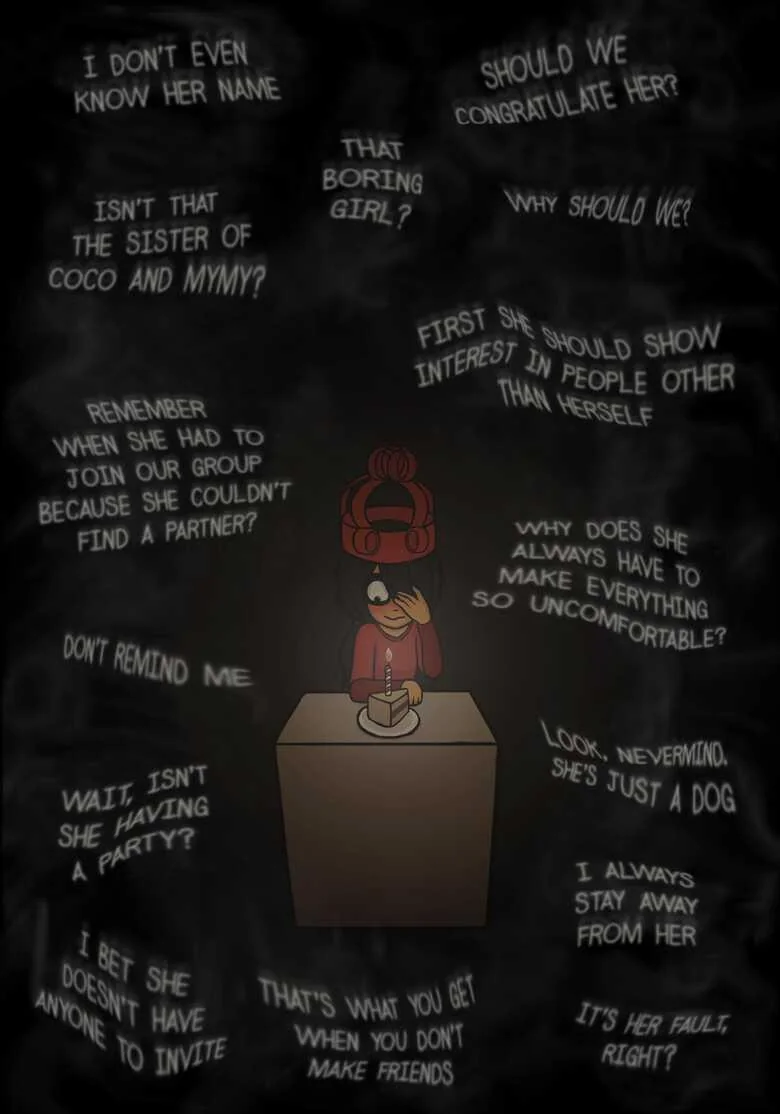 I DON'T EVEN
KNOW HER NAME
SHOULD WE
CONGRATULATE HER?
THAT
BORING
GIRL?
ISN'T THAT
THE SISTER OF
COCO AND MYMY?
WHY SHOULD WE?
FIRST SHE SHOULD SHOW
INTEREST IN PEOPLE OTHER
THAN HERSELF
REMEMBER
WHEN SHE HAD TO
JOIN OUR GROUP
BECAUSE SHE COULDN'T
FIND A PARTNER?
WHY DOES SHE
ALWAYS HAVE TO
MAKE EVERYTHING
SO UNCOMFORTABLE?
DON'T REMIND ME
LOOK, NEVERMIND.
SHE'S JUST A DOG
WAIT, ISN'T
SHE HAVING
A PARTY?
I ALWAYS
STAY AWAY
FROM HER
I BET SHE
DOESN'T HAVE
ANYONE TO INVITE
THAT'S WHAT YOU GET
WHEN YOU DON'T
MAKE FRIENDS
IT'S HER FAULT,
RIGHT?